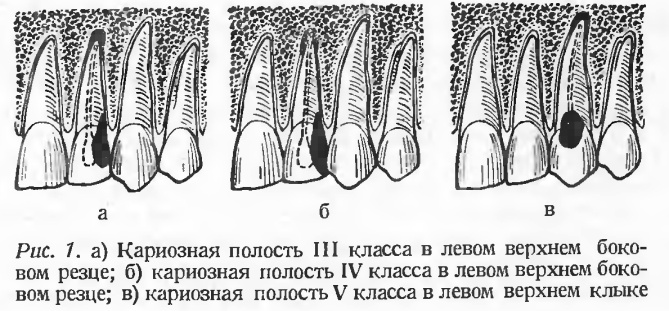 а
б
в
Рис. 1. а) Кариозная полость III класса в левом верхнем боко-
вом резце; б) кариозная полость IV класса в левом верхнем боко-
вом резце; в) кариозная полость V класса в левом верхнем клыке